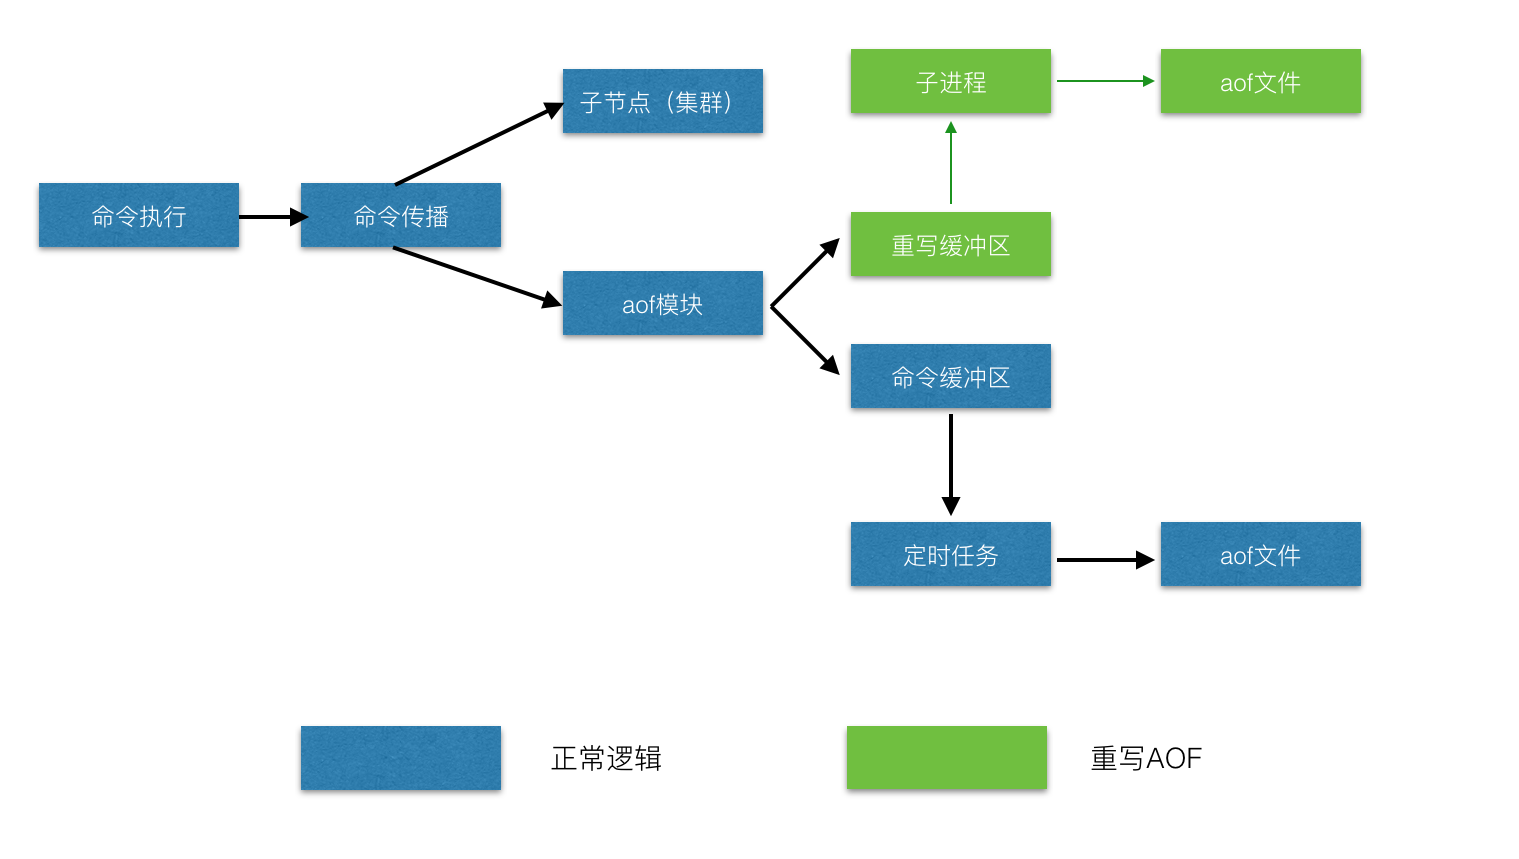 子进程
aof文件
子节点（集群）
命令执行
命令传播
重写缓冲区
aof模块
命令缓冲区
定时任务
aof文件
正常逻辑
重写AOF